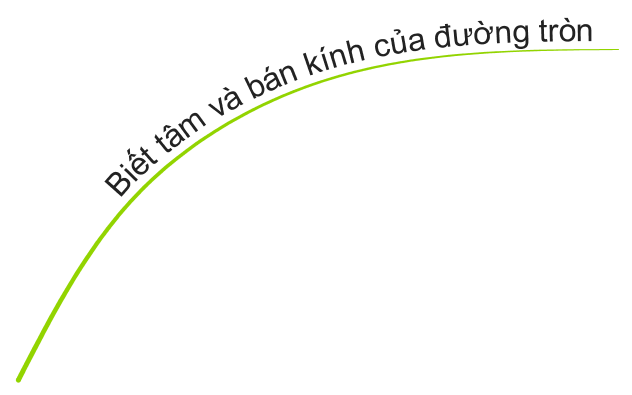 Biết tâm và bán kính của đường tròn